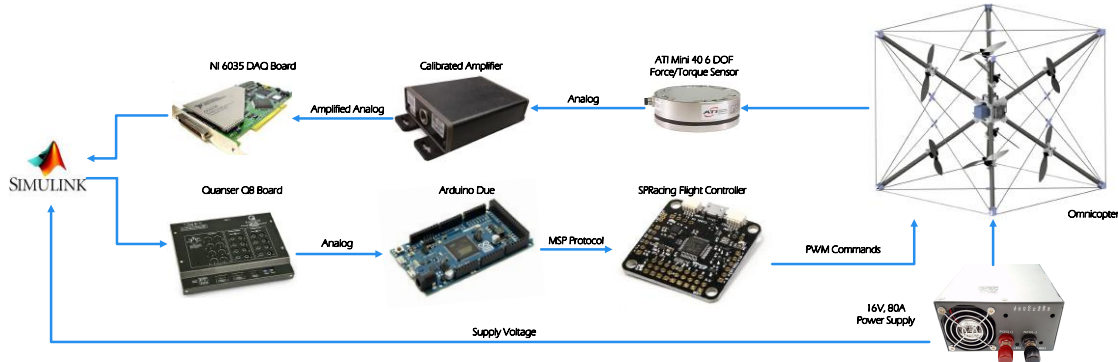 NI 6035 DAQ Board
Calibrated Amplifier
ATI Mini 40 6 DOF
Force/Torque Sensor
Amplified Analog
Analog
ATI
SIMULINK
Quanser Q8 Board
Arduino Due
SPRacing Flight Controller
Omnicopter
Analog
MSP Protocol
PWM Commands
16V, 80A
Power Supply
Supply Voltage